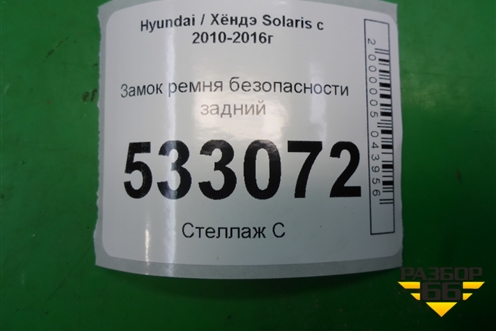 Hyundai / Хёндэ Solaris с
2010-2016г
Замок ремня безопасности
задний
533072
Стеллаж С
2000005043956
РАЗБОР
66